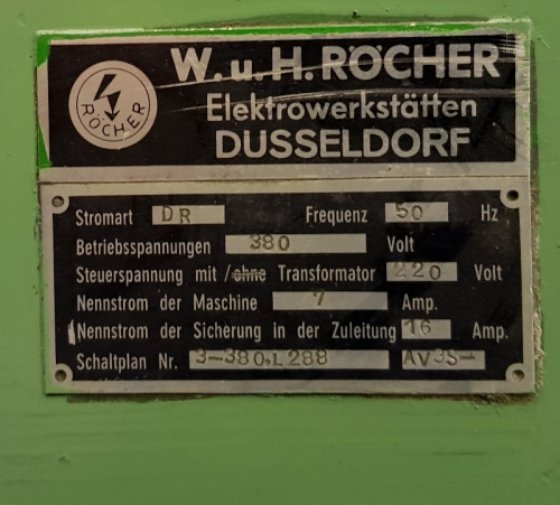 W.u.H. RÖCHER
RÖCHER
Elektrowerkstätten
DUSSELDORF
Stromart DR Frequenz 50 Hz
Betriebsspannungen 380 Volt
Steuerspannung mit / ohne Transformator 220 Volt
Nennstrom der Maschine 7 Amp.
Nennstrom der Sicherung in der Zuleitung 16 Amp.
Schaltplan Nr. 3-380.L288 AV3S-